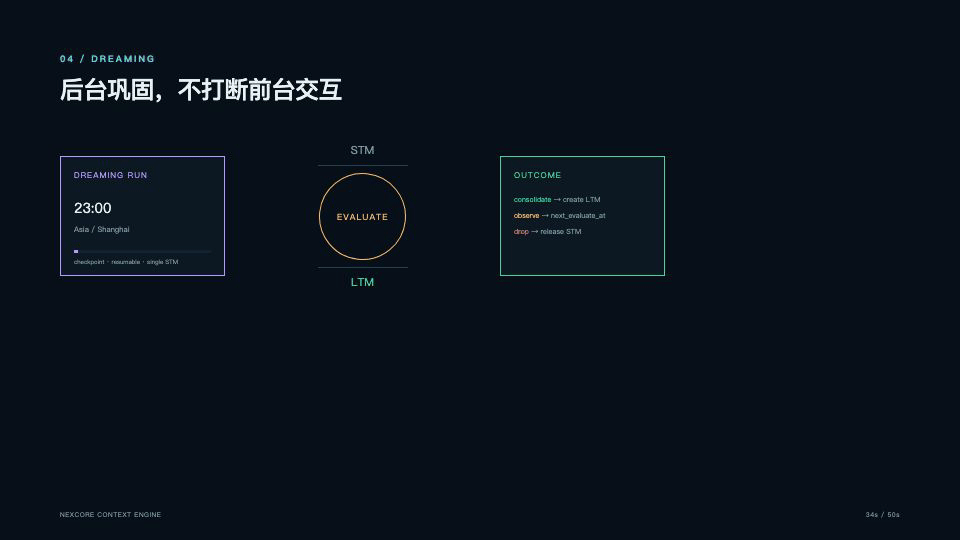 04 / DREAMING
后台巩固，不打断前台交互
DREAMING RUN
23:00
Asia / Shanghai
checkpoint · resumable · single STM
STM
EVALUATE
LTM
OUTCOME
consolidate → create LTM
observe → next_evaluate_at
drop → release STM
NEXCORE CONTEXT ENGINE
34s / 50s